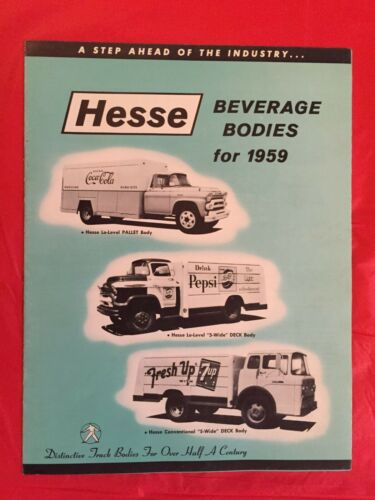 A STEP AHEAD OF THE INDUSTRY...
Hesse
BEVERAGE
BODIES
for 1959
DRINK
Coca-Cola
• Hesse Lo-Level PALLET Body
Drink
Pepsi
• Hesse Lo-Level "S-Wide" DECK Body
"Fresh Up"
7up
• Hesse Conventional "S-Wide" DECK Body
Distinctive Truck Bodies For Over Half A Century